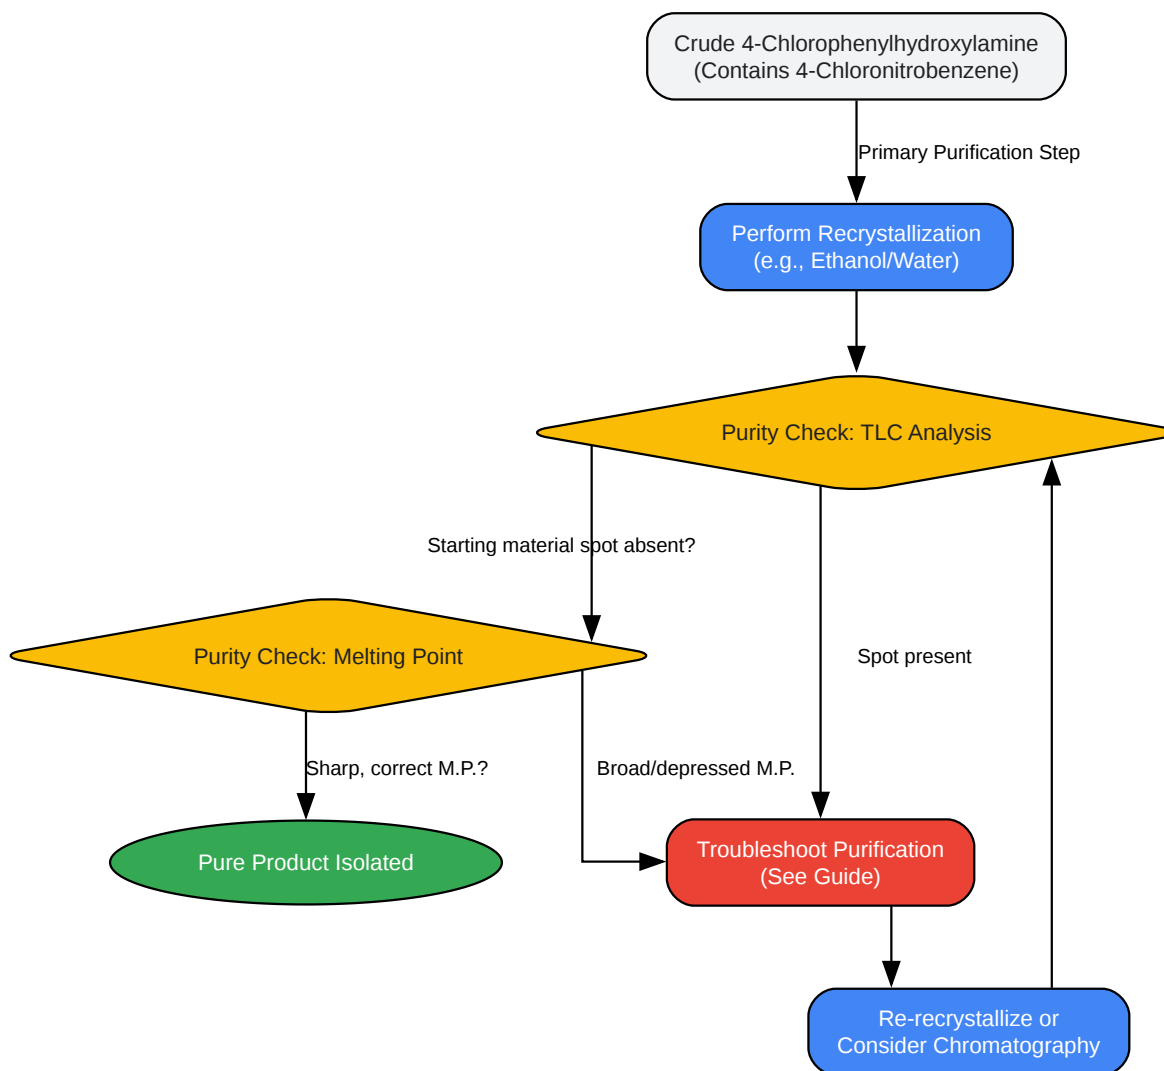 Crude 4-Chlorophenylhydroxylamine
(Contains 4-Chloronitrobenzene)
Primary Purification Step
Perform Recrystallization
(e.g., Ethanol/Water)
Purity Check: TLC Analysis
Starting material spot absent?
Purity Check: Melting Point
Spot present
Sharp, correct M.P.?
Broad/depressed M.P.
Pure Product Isolated
Troubleshoot Purification
(See Guide)
Re-recrystallize or
Consider Chromatography